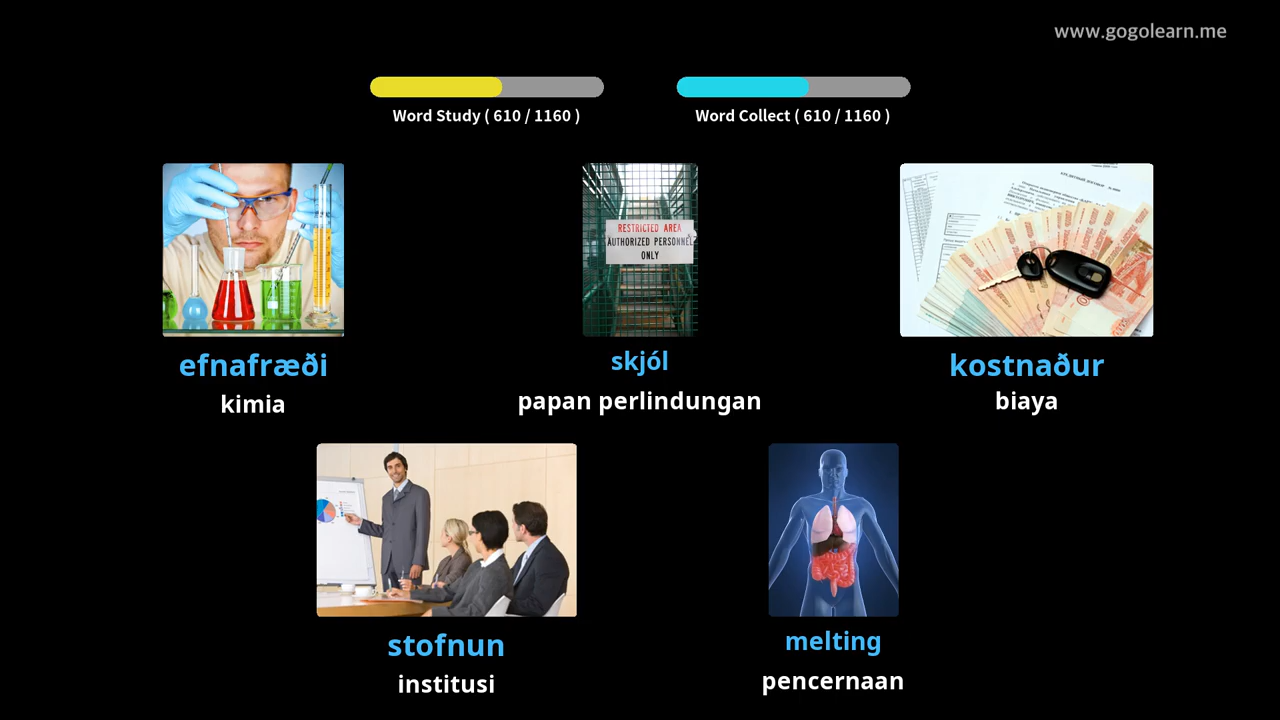 www.gogolearn.me
Word Study ( 610 / 1160 )
Word Collect ( 610 / 1160 )
RESTRICTED AREA
AUTHORIZED PERSONNEL
ONLY
efnafræði
kimia
skjól
papan perlindungan
kostnaður
biaya
stofnun
institusi
melting
pencernaan